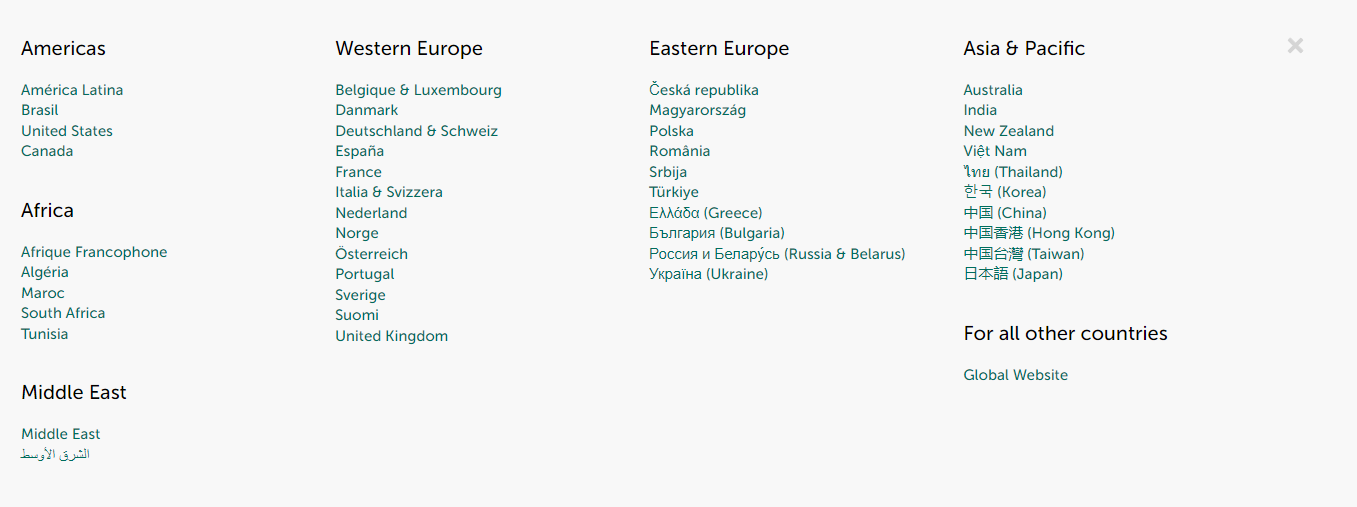 Americas
América Latina
Brasil
United States
Canada
Africa
Afrique Francophone
Algéria
Maroc
South Africa
Tunisia
Middle East
Middle East
الشرق الأوسط
Western Europe
Belgique & Luxembourg
Danmark
Deutschland & Schweiz
España
France
Italia & Svizzera
Nederland
Norge
Österreich
Portugal
Sverige
Suomi
United Kingdom
Eastern Europe
Česká republika
Magyarország
Polska
România
Srbija
Türkiye
Ελλάδα (Greece)
България (Bulgaria)
Россия и Белару́сь (Russia & Belarus)
Україна (Ukraine)
Asia & Pacific
Australia
India
New Zealand
Việt Nam
ไทย (Thailand)
한국 (Korea)
中国 (China)
中国香港 (Hong Kong)
中国台灣 (Taiwan)
日本語 (Japan)
For all other countries
Global Website